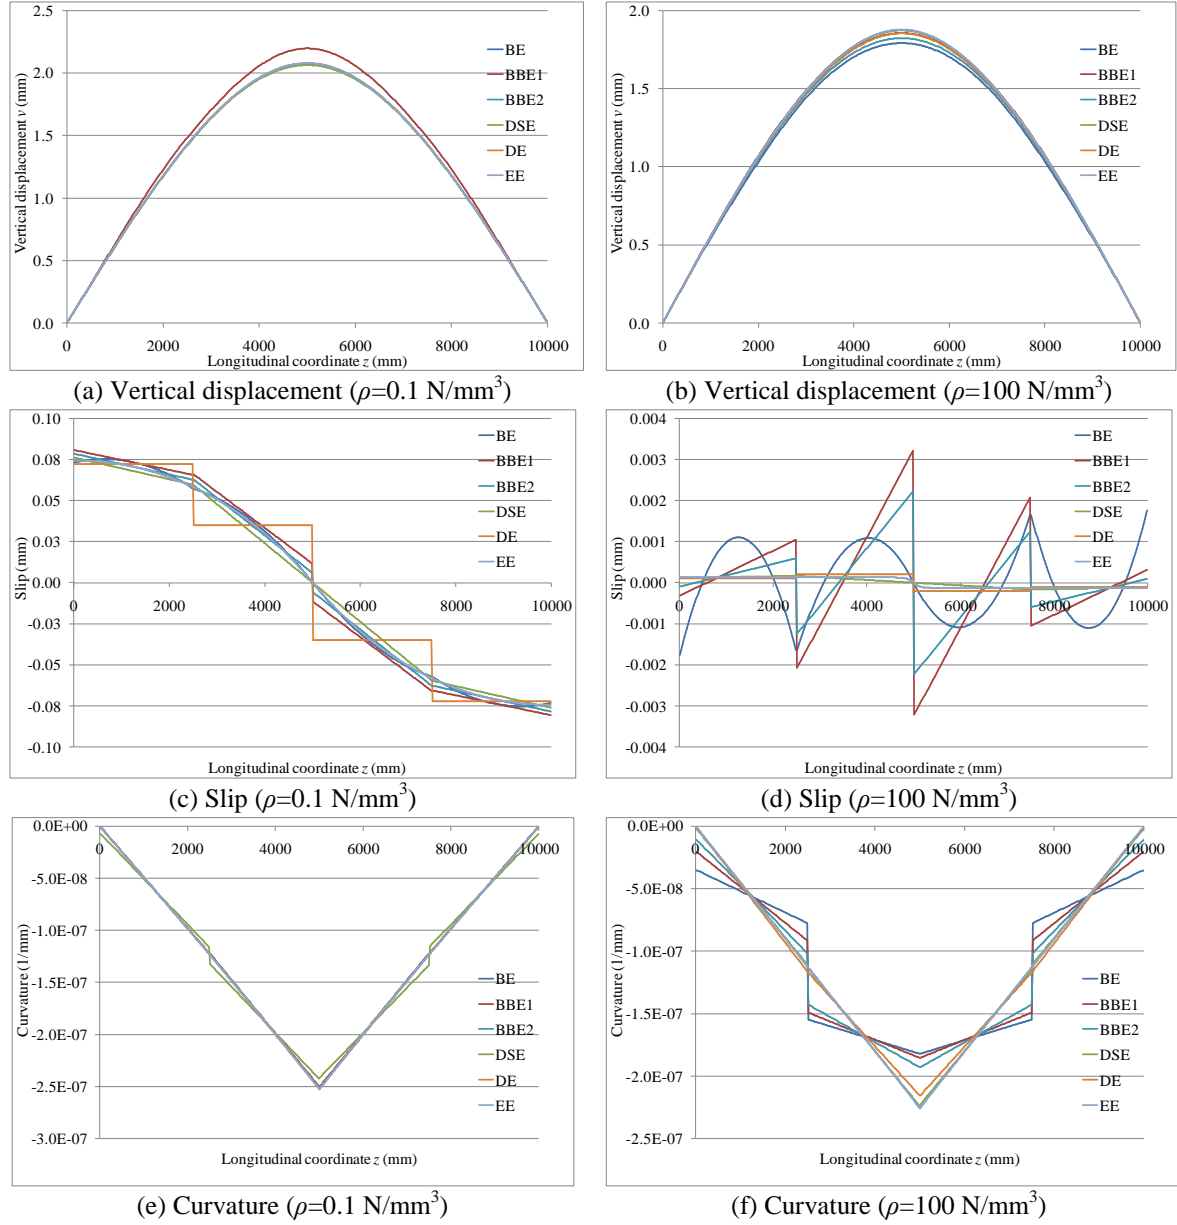 2.5
2.0
1.5
1.0
0.5
0.0
Vertical displacement v (mm)
BE
BBE1
BBE2
DSE
DE
EE
0 2000 4000 6000 8000 10000
Longitudinal coordinate z (mm)
(a) Vertical displacement (ρ=0.1 N/mm³)
2.0
1.5
1.0
0.5
0.0
Vertical displacement v (mm)
BE
BBE1
BBE2
DSE
DE
EE
0 2000 4000 6000 8000 10000
Longitudinal coordinate z (mm)
(b) Vertical displacement (ρ=100 N/mm³)
0.10
0.08
0.05
0.03
0.00
-0.03
-0.05
-0.08
-0.10
Slip (mm)
BE
BBE1
BBE2
DSE
DE
EE
0 2000 4000 6000 8000 10000
Longitudinal coordinate z (mm)
(c) Slip (ρ=0.1 N/mm³)
0.004
0.003
0.002
0.001
0.000
-0.001
-0.002
-0.003
-0.004
Slip (mm)
BE
BBE1
BBE2
DSE
DE
EE
0 2000 4000 6000 8000 10000
Longitudinal coordinate z (mm)
(d) Slip (ρ=100 N/mm³)
0.0E+00
-5.0E-08
-1.0E-07
-1.5E-07
-2.0E-07
-2.5E-07
-3.0E-07
Curvature (1/mm)
0 2000 4000 6000 8000 10000
BE
BBE1
BBE2
DSE
DE
EE
Longitudinal coordinate z (mm)
(e) Curvature (ρ=0.1 N/mm³)
0.0E+00
-5.0E-08
-1.0E-07
-1.5E-07
-2.0E-07
-2.5E-07
Curvature (1/mm)
0 2000 4000 6000 8000 10000
BE
BBE1
BBE2
DSE
DE
EE
Longitudinal coordinate z (mm)
(f) Curvature (ρ=100 N/mm³)